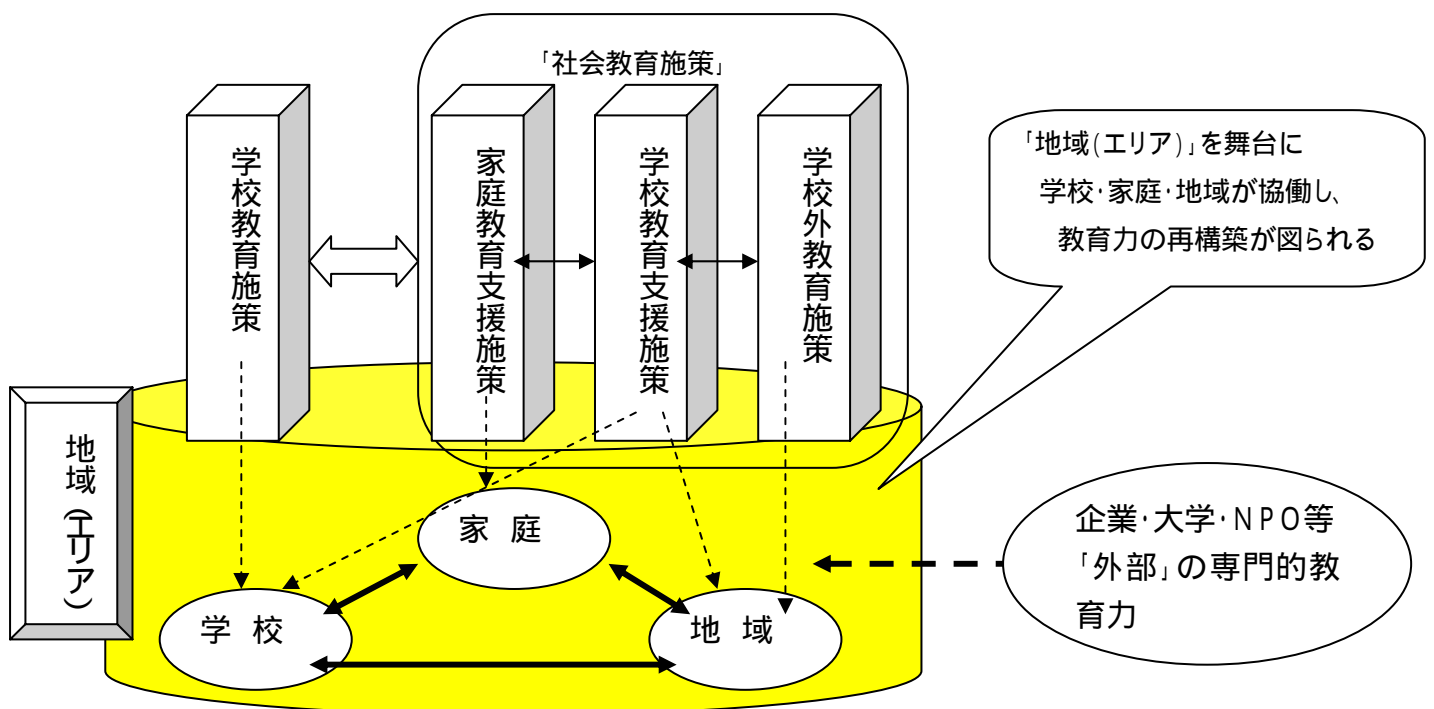 「社会教育施策」
学校教育施策
家庭教育支援施策
学校教育支援施策
学校外教育施策
「地域(エリア)」を舞台に
学校・家庭・地域が協働し、
教育力の再構築が図られる
地域(エリア)
家 庭
学 校
地 域
企業・大学・NPO等
「外部」の専門的教
育力